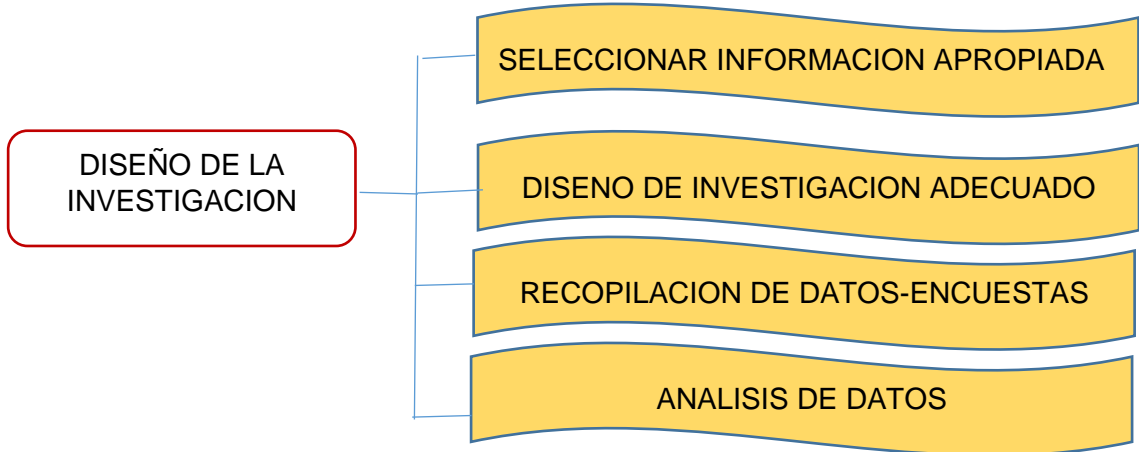 DISEÑO DE LA
INVESTIGACION
SELECCIONAR INFORMACION APROPIADA
DISENO DE INVESTIGACION ADECUADO
RECOPILACION DE DATOS-ENCUESTAS
ANALISIS DE DATOS